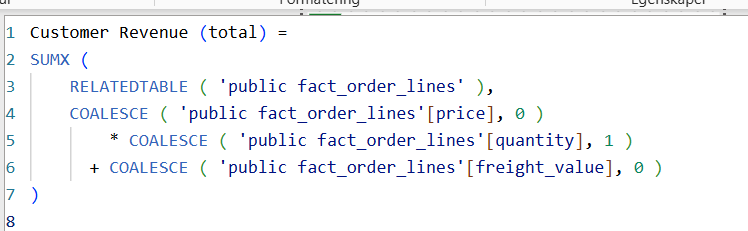 Formatering
Egenskaper
1 Customer Revenue (total) =
2 SUMX (
3 RELATEDTABLE ( 'public fact_order_lines' ),
4 COALESCE ( 'public fact_order_lines'[price], 0 )
5 * COALESCE ( 'public fact_order_lines'[quantity], 1 )
6 + COALESCE ( 'public fact_order_lines'[freight_value], 0 )
7 )
8